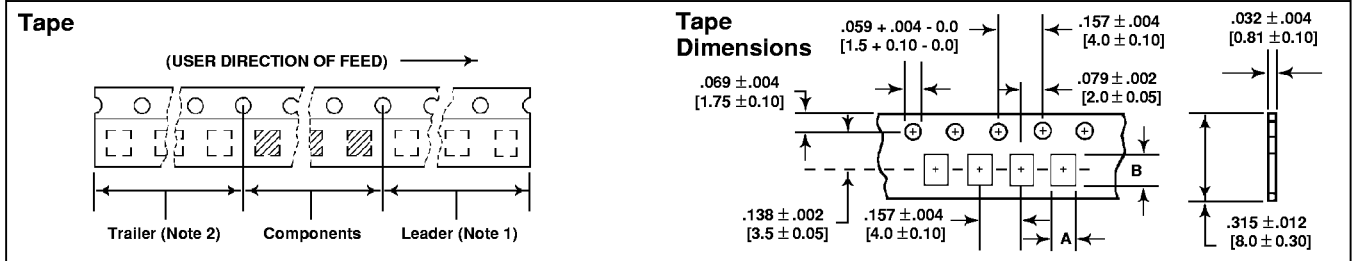 Tape
(USER DIRECTION OF FEED)
Trailer (Note 2)
Components
Leader (Note 1)
Tape
Dimensions
.059 + .004 - 0.0
[1.5 + 0.10 - 0.0]
.157 ±.004
[4.0 ±0.10]
.032 ±.004
[0.81 ±0.10]
.069 ±.004
[1.75 ±0.10]
.079 ±.002
[2.0 ±0.05]
B
.138 ±.002
[3.5 ±0.05]
.157 ±.004
[4.0 ±0.10]
A
.315 ±.012
[8.0 ±0.30]